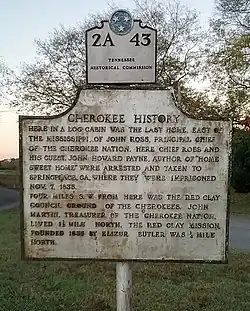 2A 43
TENNESSEE
HISTORICAL COMMISSION
CHEROKEE HISTORY
HERE IN A LOG CABIN WAS THE LAST HOME, EAST OF
THE MISSISSIPPI, OF JOHN ROSS, PRINCIPAL CHIEF
OF THE CHEROKEE NATION. HERE CHIEF ROSS AND
HIS GUEST, JOHN HOWARD PAYNE, AUTHOR OF "HOME
SWEET HOME" WERE ARRESTED AND TAKEN TO
SPRINGPLACE, GA. WHERE THEY WERE IMPRISONED
NOV. 7, 1835.
FOUR MILES S.W. FROM HERE WAS THE RED CLAY
COUNCIL GROUND OF THE CHEROKEES. JOHN
MARTIN, TREASURER OF THE CHEROKEE NATION,
LIVED 1½ MILE NORTH. THE RED CLAY MISSION,
FOUNDED 1835 BY ELIZUR BUTLER WAS ½ MILE
NORTH.